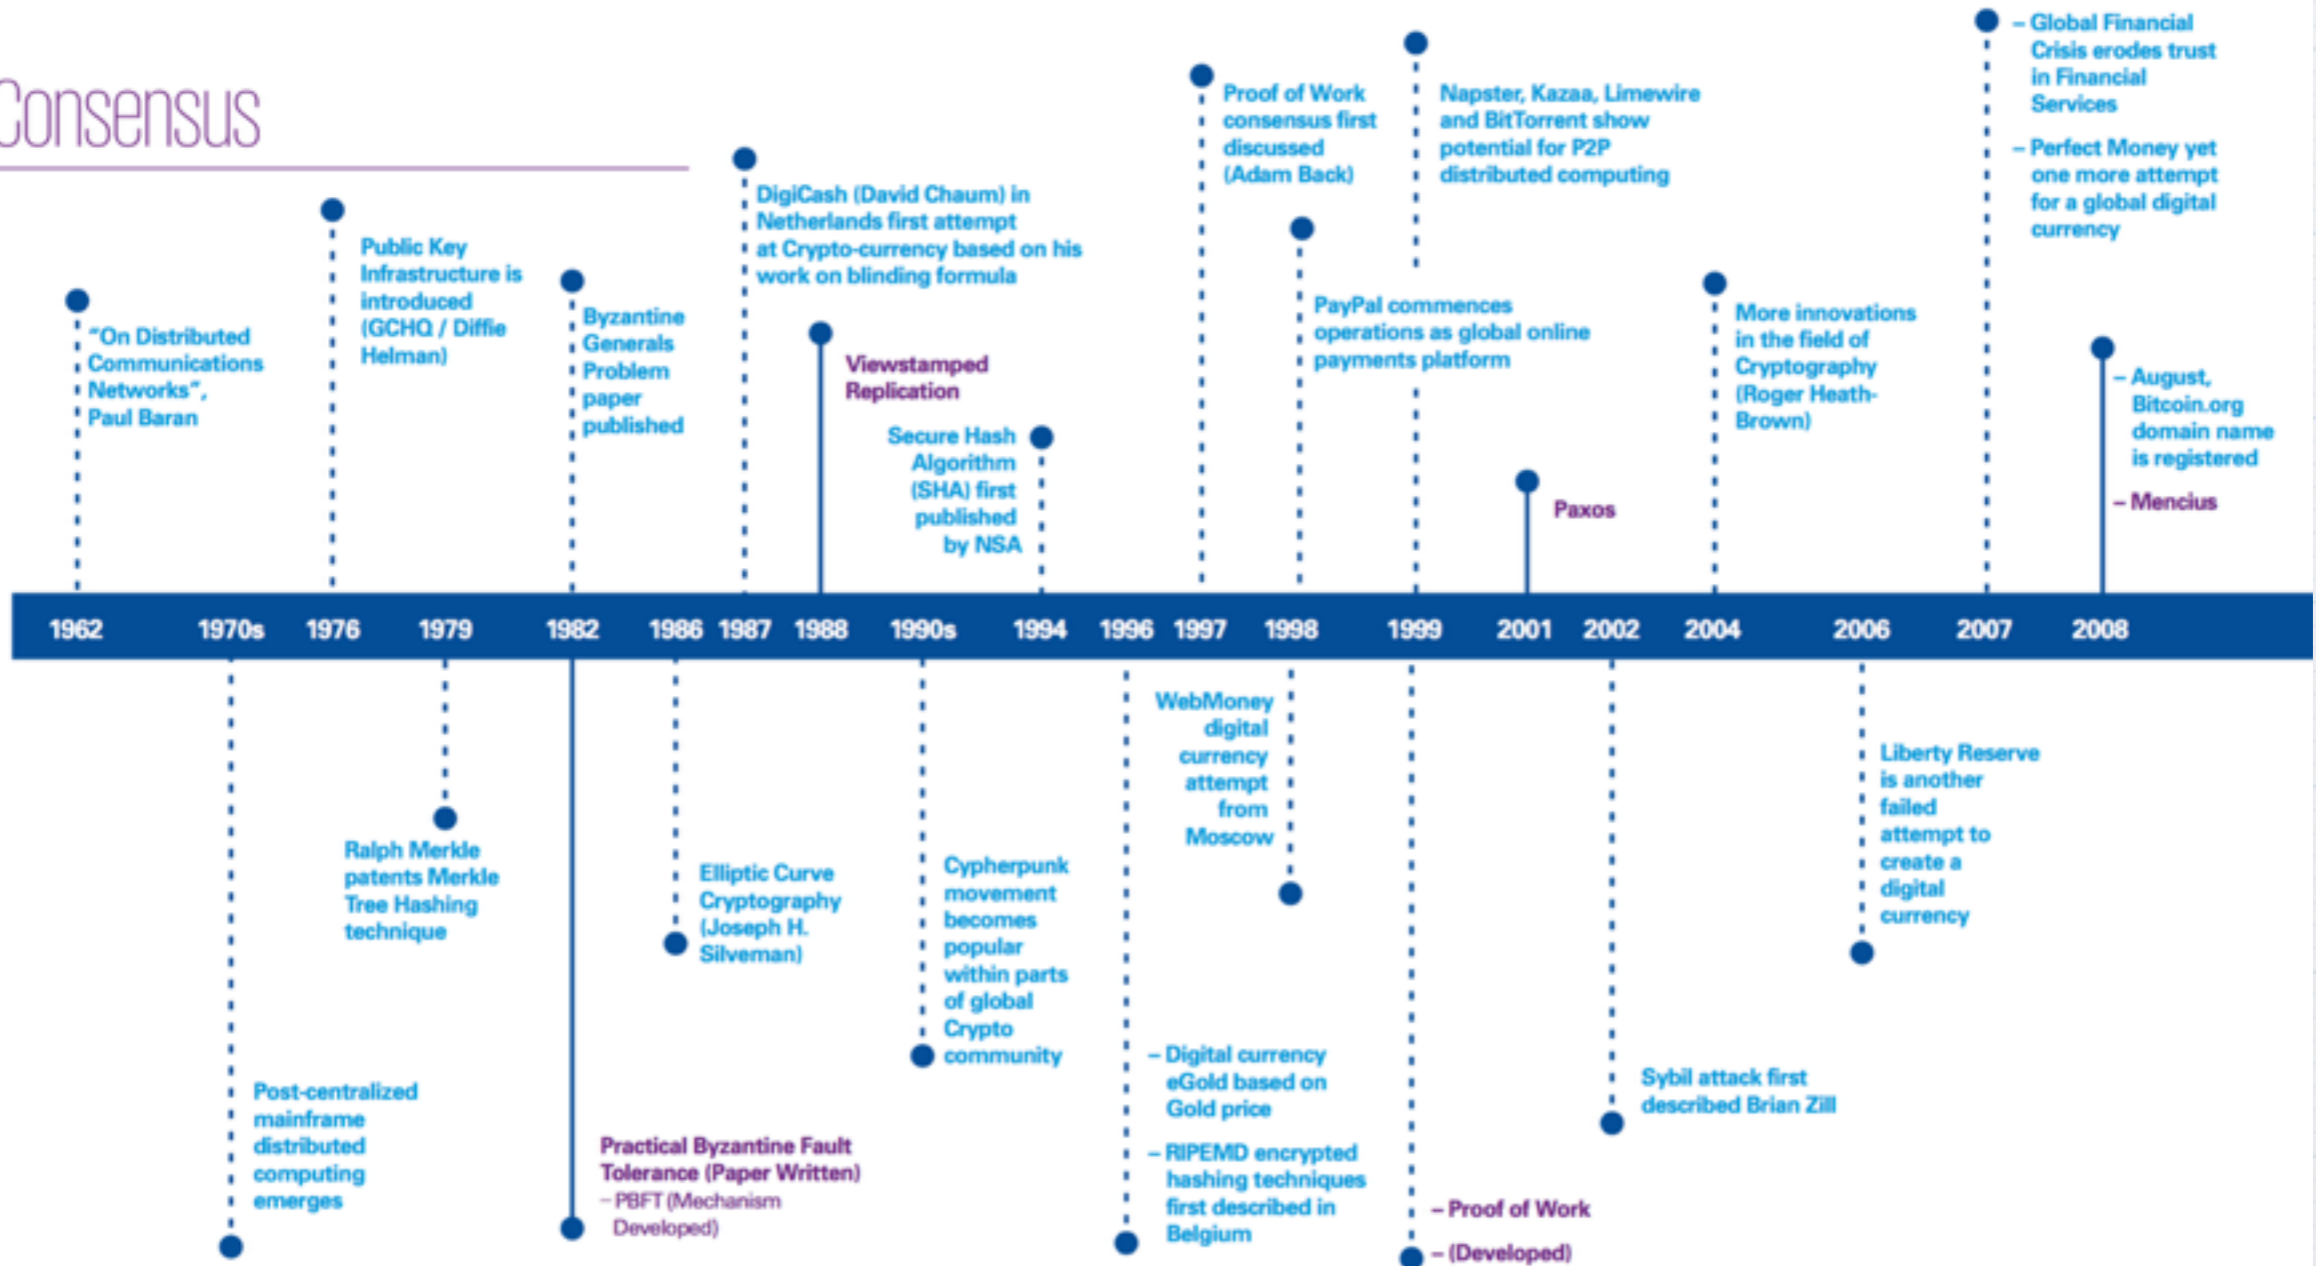 Consensus
"On Distributed
Communications
Networks",
Paul Baran
Public Key
Infrastructure is
introduced
(GCHQ / Diffie
Helman)
Byzantine
Generals
Problem
paper
published
DigiCash (David Chaum) in
Netherlands first attempt
at Crypto-currency based on his
work on blinding formula
Viewstamped
Replication
Secure Hash
Algorithm
(SHA) first
published
by NSA
Proof of Work
consensus first
discussed
(Adam Back)
PayPal commences
operations as global online
payments platform
Napster, Kazaa, Limewire
and BitTorrent show
potential for P2P
distributed computing
Paxos
More innovations
in the field of
Cryptography
(Roger Heath-
Brown)
– Global Financial
Crisis erodes trust
in Financial
Services
– Perfect Money yet
one more attempt
for a global digital
currency
– August,
Bitcoin.org
domain name
is registered
– Mencius
1962 1970s 1976 1979 1982 1986 1987 1988 1990s 1994 1996 1997 1998 1999 2001 2002 2004 2006 2007 2008
Post-centralized
mainframe
distributed
computing
emerges
Ralph Merkle
patents Merkle
Tree Hashing
technique
Practical Byzantine Fault
Tolerance (Paper Written)
– PBFT (Mechanism
Developed)
Elliptic Curve
Cryptography
(Joseph H.
Silveman)
Cypherpunk
movement
becomes
popular
within parts
of global
Crypto
community
– Digital currency
eGold based on
Gold price
– RIPEMD encrypted
hashing techniques
first described in
Belgium
WebMoney
digital
currency
attempt
from
Moscow
– Proof of Work
– (Developed)
Sybil attack first
described Brian Zill
Liberty Reserve
is another
failed
attempt to
create a
digital
currency